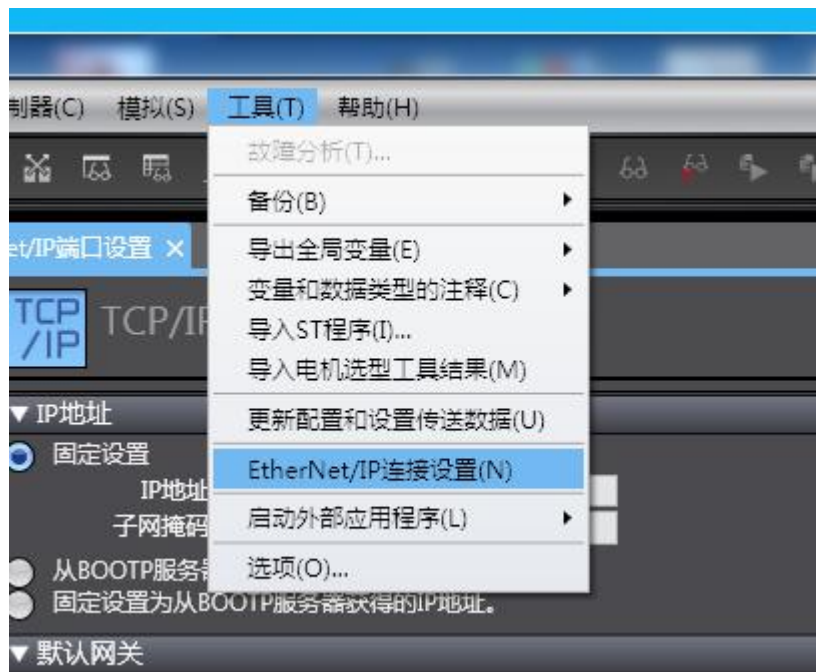 制器(C) 模拟(S) 工具(T) 帮助(H)
故障分析(T)...
备份(B)
et/IP端口设置 ×
导出全局变量(E)
变量和数据类型的注释(C)
TCP/IP
TCP/IP
导入ST程序(I)...
导入电机选型工具结果(M)
▼IP地址
更新配置和设置传送数据(U)
固定设置
EtherNet/IP连接设置(N)
IP地址
子网掩码
启动外部应用程序(L)
从BOOTP服务器
选项(O)...
固定设置为从BOOTP服务器获得的IP地址。
▼默认网关